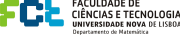 FCT
FACULDADE DE
CIÊNCIAS E TECNOLOGIA
UNIVERSIDADE NOVA DE LISBOA
Departamento de Matemática